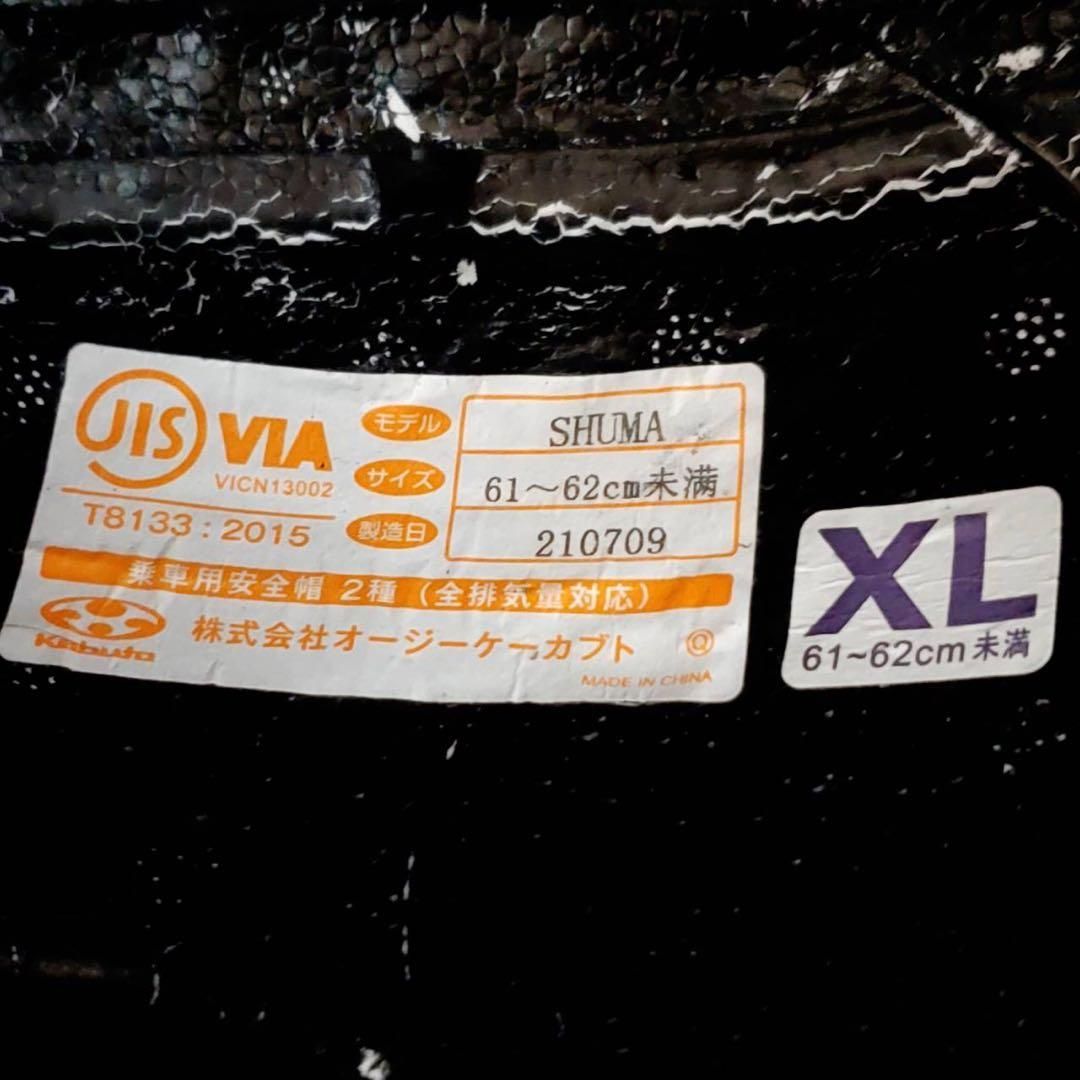 JIS VIA
VICN13002
T8133:2015
モデル SHUMA
サイズ 61～62cm未満
製造日 210709
乗車用安全帽 2種（全排気量対応）
Kabuto 株式会社オージーケーカブト
MADE IN CHINA
XL
61~62cm未満